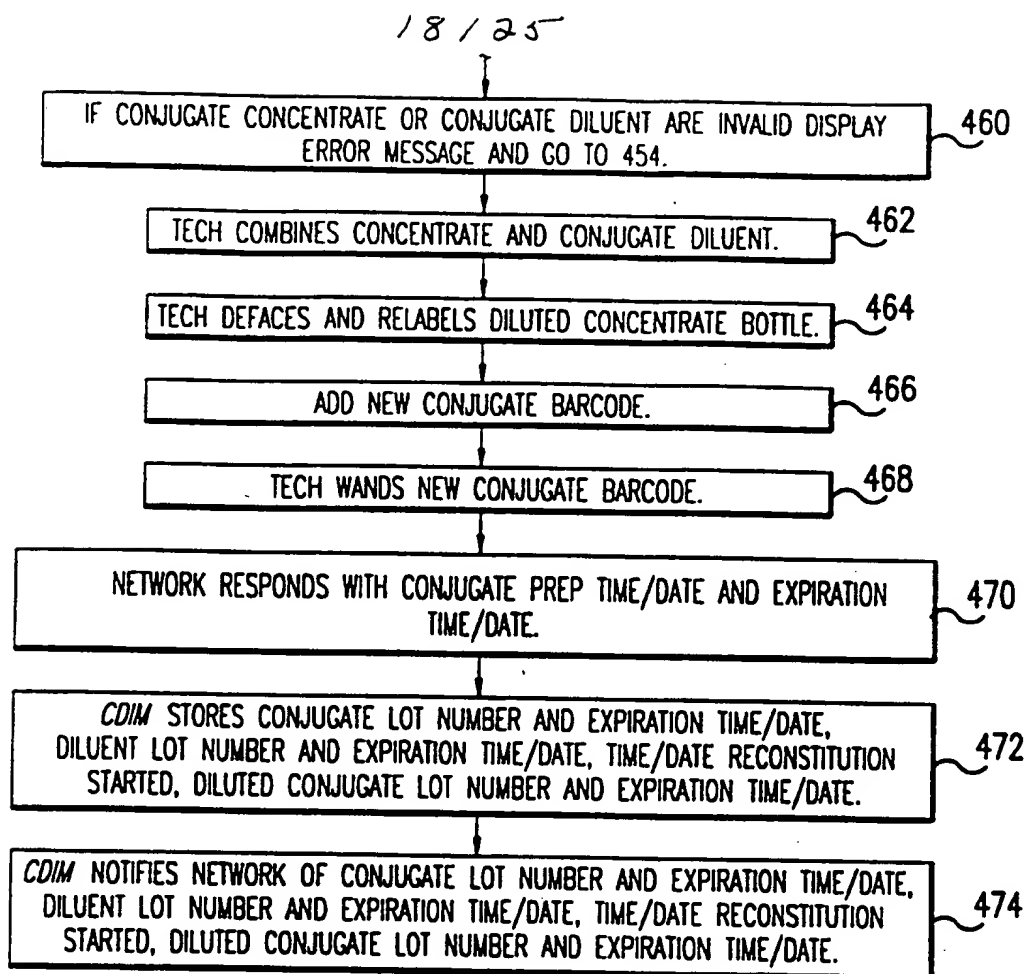 18/25
IF CONJUGATE CONCENTRATE OR CONJUGATE DILUENT ARE INVALID DISPLAY
ERROR MESSAGE AND GO TO 454.
460
TECH COMBINES CONCENTRATE AND CONJUGATE DILUENT.
462
TECH DEFACES AND RELABELS DILUTED CONCENTRATE BOTTLE.
464
ADD NEW CONJUGATE BARCODE.
466
TECH WANDS NEW CONJUGATE BARCODE.
468
NETWORK RESPONDS WITH CONJUGATE PREP TIME/DATE AND EXPIRATION
TIME/DATE.
470
CDIM STORES CONJUGATE LOT NUMBER AND EXPIRATION TIME/DATE,
DILUENT LOT NUMBER AND EXPIRATION TIME/DATE, TIME/DATE RECONSTITUTION
STARTED, DILUTED CONJUGATE LOT NUMBER AND EXPIRATION TIME/DATE.
472
CDIM NOTIFIES NETWORK OF CONJUGATE LOT NUMBER AND EXPIRATION TIME/DATE,
DILUENT LOT NUMBER AND EXPIRATION TIME/DATE, TIME/DATE RECONSTITUTION
STARTED, DILUTED CONJUGATE LOT NUMBER AND EXPIRATION TIME/DATE.
474